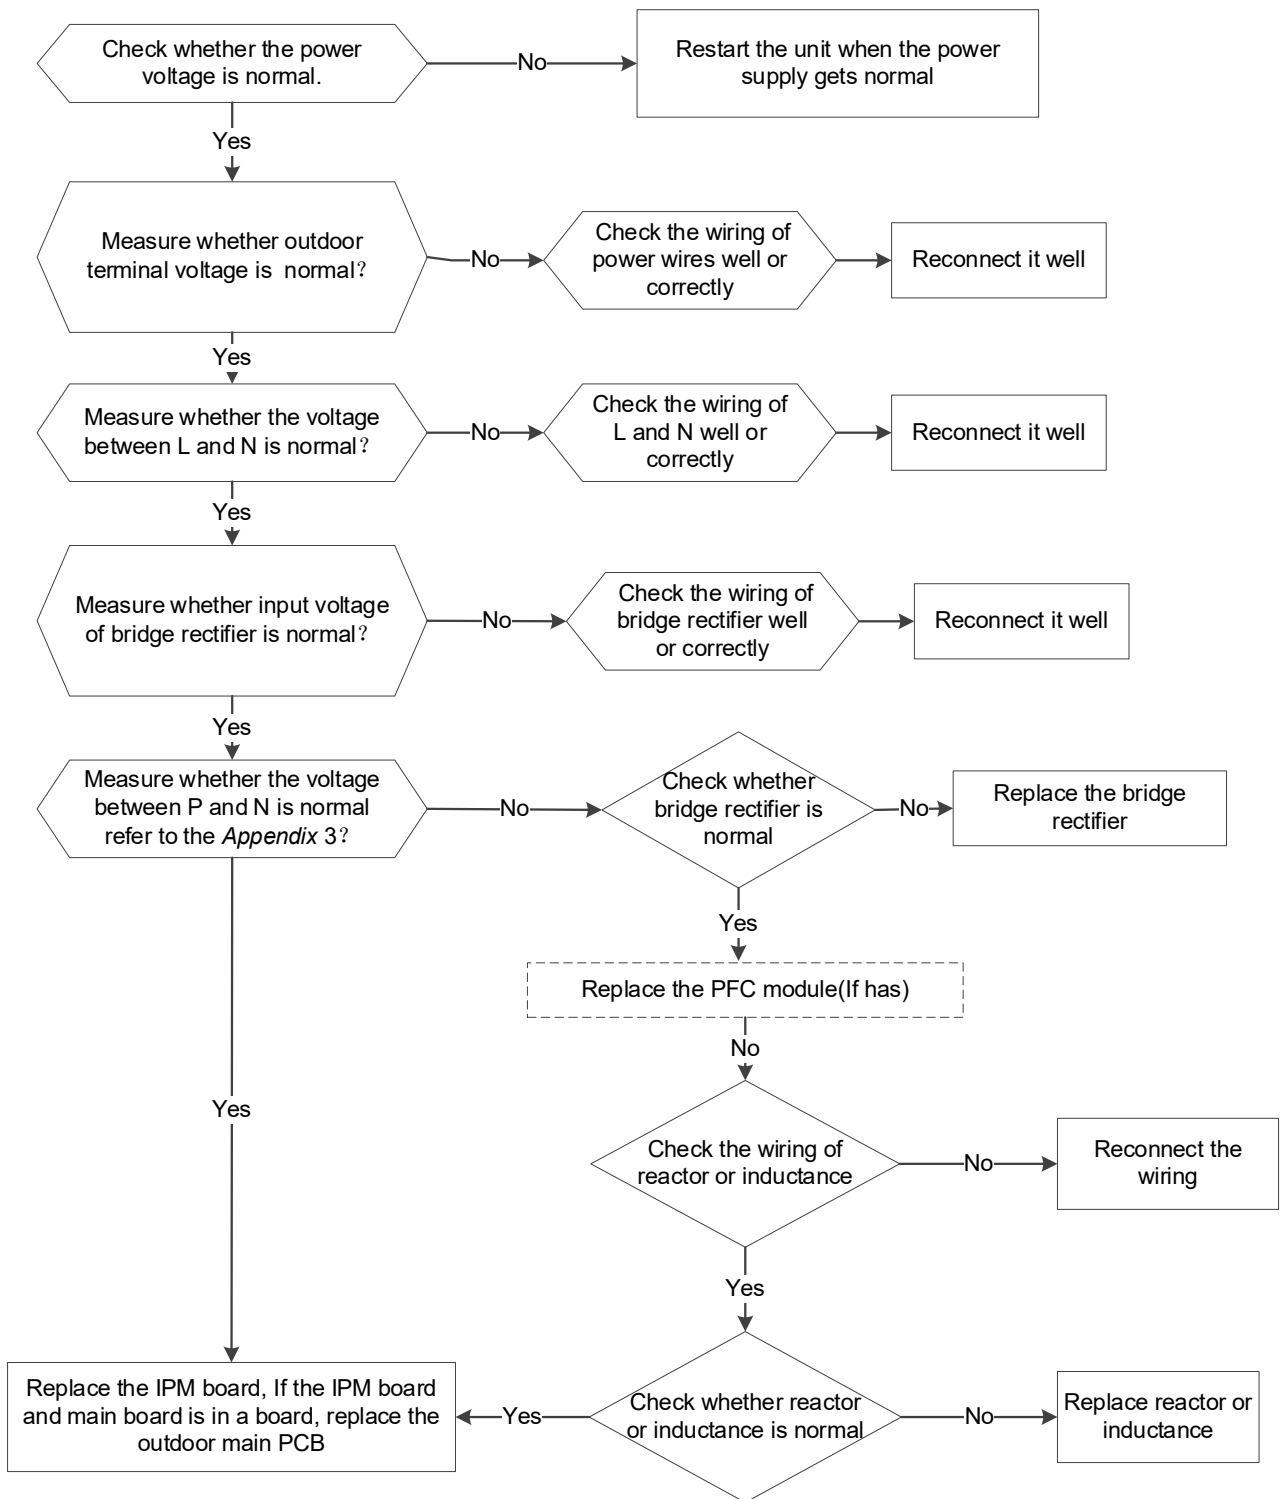 Check whether the power
voltage is normal.
No
Restart the unit when the power
supply gets normal
Yes
Measure whether outdoor
terminal voltage is  normal？
No
Check the wiring of
power wires well or
correctly
Reconnect it well
Yes
Measure whether the voltage
between L and N is normal？
No
Check the wiring of
L and N well or
correctly
Reconnect it well
Yes
Measure whether input voltage
of bridge rectifier is normal？
No
Check the wiring of
bridge rectifier well
or correctly
Reconnect it well
Yes
Measure whether the voltage
between P and N is normal
refer to the Appendix 3？
No
Check whether
bridge rectifier is
normal
No
Replace the bridge
rectifier
Yes
Replace the PFC module(If has)
No
Yes
Check the wiring of
reactor or inductance
No
Reconnect the
wiring
Yes
Replace the IPM board, If the IPM board
and main board is in a board, replace the
outdoor main PCB
Yes
Check whether reactor
or inductance is normal
No
Replace reactor or
inductance